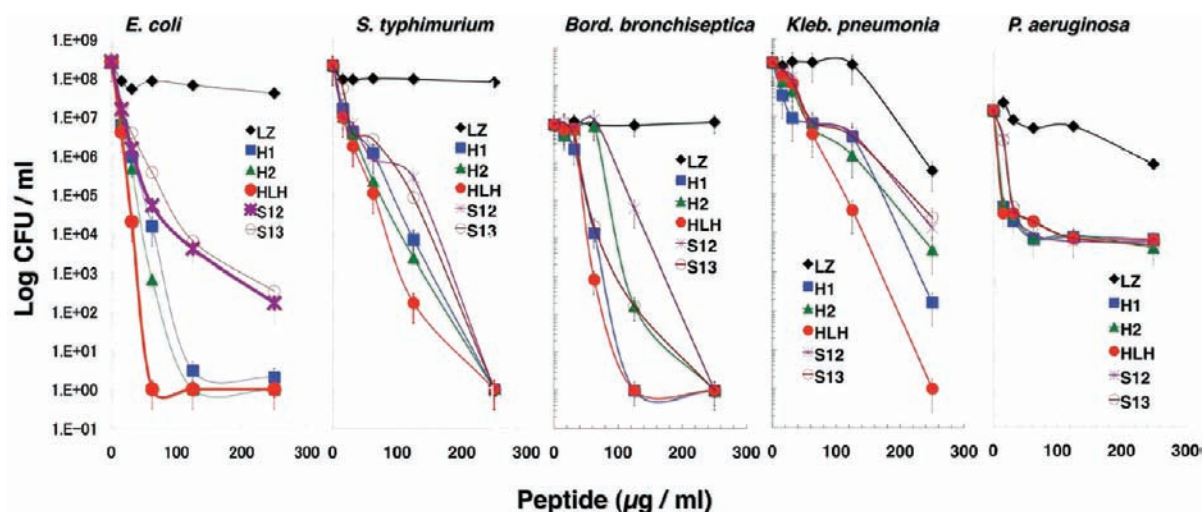 E. coli
S. typhimurium
Bord. bronchiseptica
Kleb. pneumonia
P. aeruginosa
Log CFU / ml
1.E+09
1.E+08
1.E+07
1.E+06
1.E+05
1.E+04
1.E+03
1.E+02
1.E+01
1.E+00
1.E-01
LZ
H1
H2
HLH
S12
S13
LZ
H1
H2
HLH
S12
S13
LZ
H1
H2
HLH
S12
S13
LZ
H1
H2
HLH
S12
S13
LZ
H1
H2
HLH
S12
S13
0 100 200 300
0 100 200 300
0 100 200 300
0 100 200 300
0 100 200 300
Peptide (µg / ml)